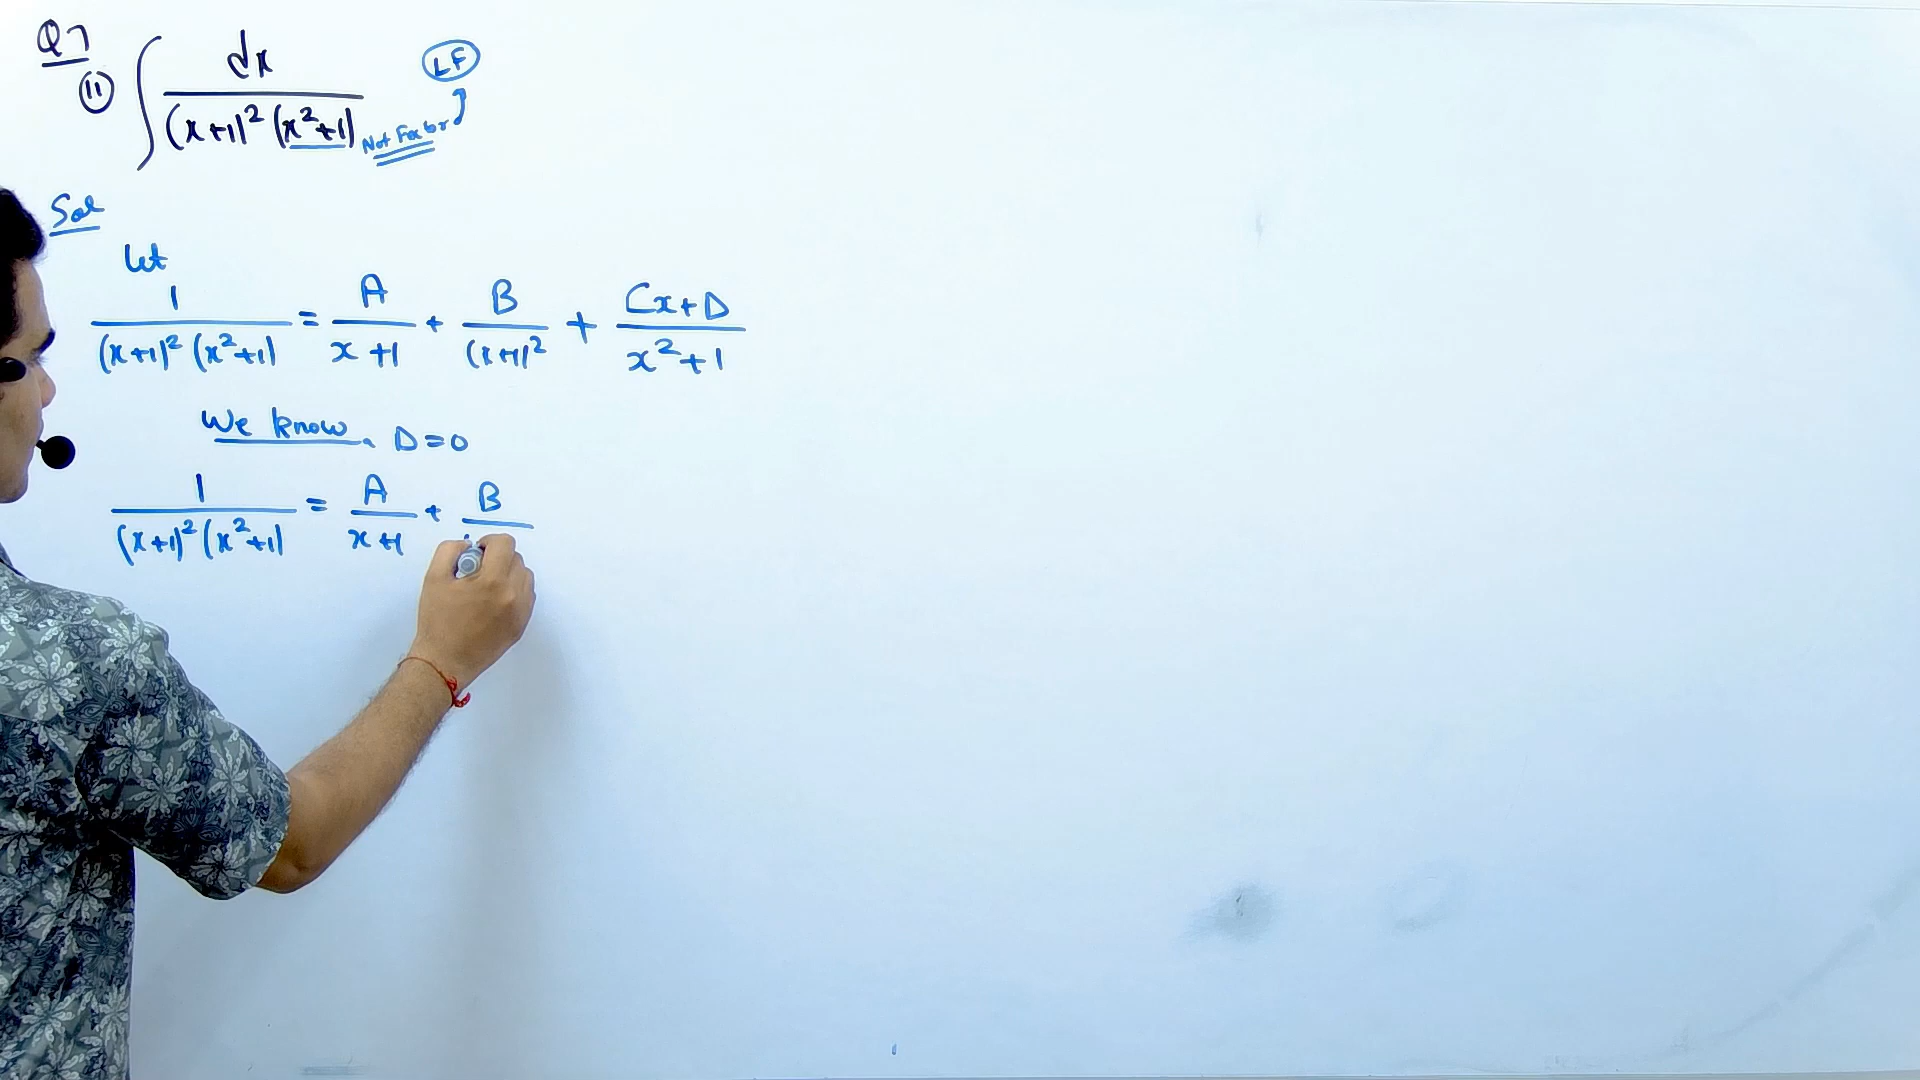 Q7
(11) ∫ dx / (x+1)² (x²+1) Not Factor LF
Sol
let
1 / (x+1)² (x²+1) = A / x+1 + B / (x+1)² + Cx+D / x²+1
We know, D=0
1 / (x+1)² (x²+1) = A / x+1 + B /